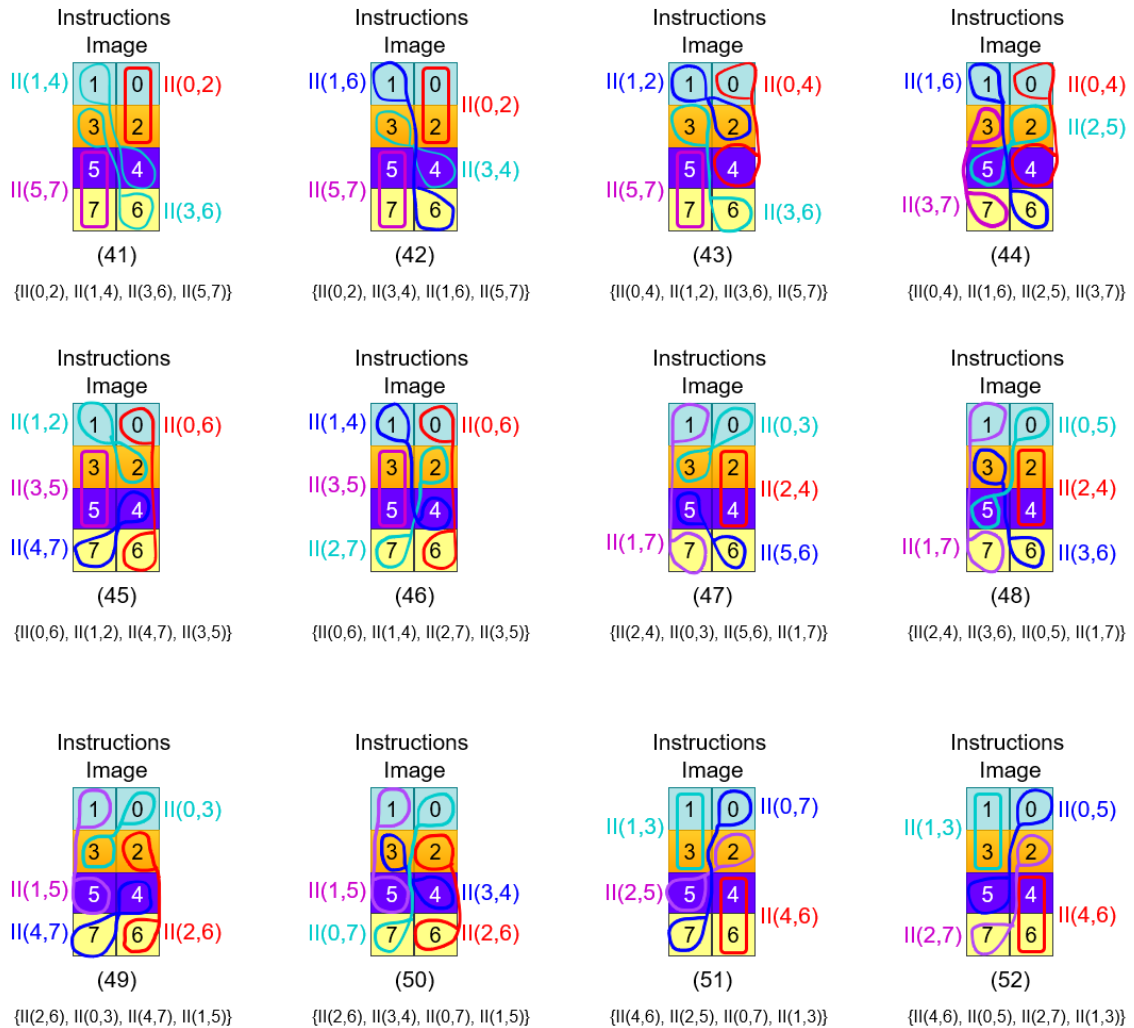 Instructions Image
II(1,4) 1 0 II(0,2)
3 2
II(5,7) 5 4
7 6 II(3,6)
(41)
{II(0,2), II(1,4), II(3,6), II(5,7)}
Instructions Image
II(1,6) 1 0 II(0,2)
3 2
5 4 II(3,4)
II(5,7) 7 6
(42)
{II(0,2), II(3,4), II(1,6), II(5,7)}
Instructions Image
II(1,2) 1 0 II(0,4)
3 2
5 4
II(5,7) 7 6 II(3,6)
(43)
{II(0,4), II(1,2), II(3,6), II(5,7)}
Instructions Image
II(1,6) 1 0 II(0,4)
3 2 II(2,5)
5 4
II(3,7) 7 6
(44)
{II(0,4), II(1,6), II(2,5), II(3,7)}
Instructions Image
II(1,2) 1 0 II(0,6)
3 2
II(3,5) 5 4
II(4,7) 7 6
(45)
{II(0,6), II(1,2), II(4,7), II(3,5)}
Instructions Image
II(1,4) 1 0 II(0,6)
3 2
II(3,5) 5 4
II(2,7) 7 6
(46)
{II(0,6), II(1,4), II(2,7), II(3,5)}
Instructions Image
1 0 II(0,3)
3 2
5 4 II(2,4)
II(1,7) 7 6 II(5,6)
(47)
{II(2,4), II(0,3), II(5,6), II(1,7)}
Instructions Image
1 0 II(0,5)
3 2
5 4 II(2,4)
II(1,7) 7 6 II(3,6)
(48)
{II(2,4), II(3,6), II(0,5), II(1,7)}
Instructions Image
1 0 II(0,3)
3 2
II(1,5) 5 4
II(4,7) 7 6 II(2,6)
(49)
{II(2,6), II(0,3), II(4,7), II(1,5)}
Instructions Image
1 0
3 2
II(1,5) 5 4 II(3,4)
II(0,7) 7 6 II(2,6)
(50)
{II(2,6), II(3,4), II(0,7), II(1,5)}
Instructions Image
II(1,3) 1 0 II(0,7)
3 2
II(2,5) 5 4
7 6 II(4,6)
(51)
{II(4,6), II(2,5), II(0,7), II(1,3)}
Instructions Image
II(1,3) 1 0 II(0,5)
3 2
5 4 II(4,6)
II(2,7) 7 6
(52)
{II(4,6), II(0,5), II(2,7), II(1,3)}